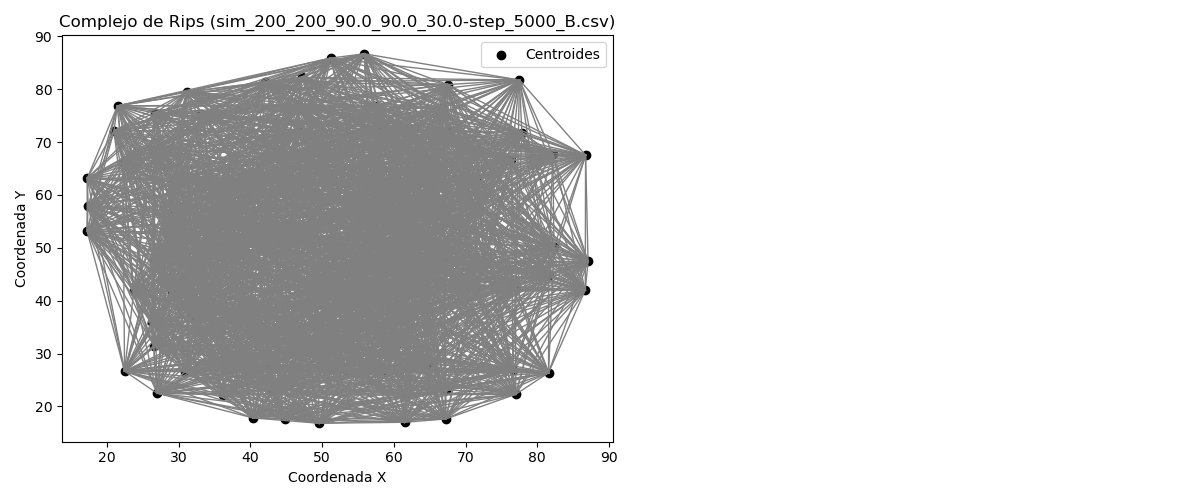 Complejo de Rips (sim_200_200_90.0_90.0_30.0-step_5000_B.csv)
Centroides
90
80
70
60
50
40
30
20
Coordenada Y
20 30 40 50 60 70 80 90
Coordenada X